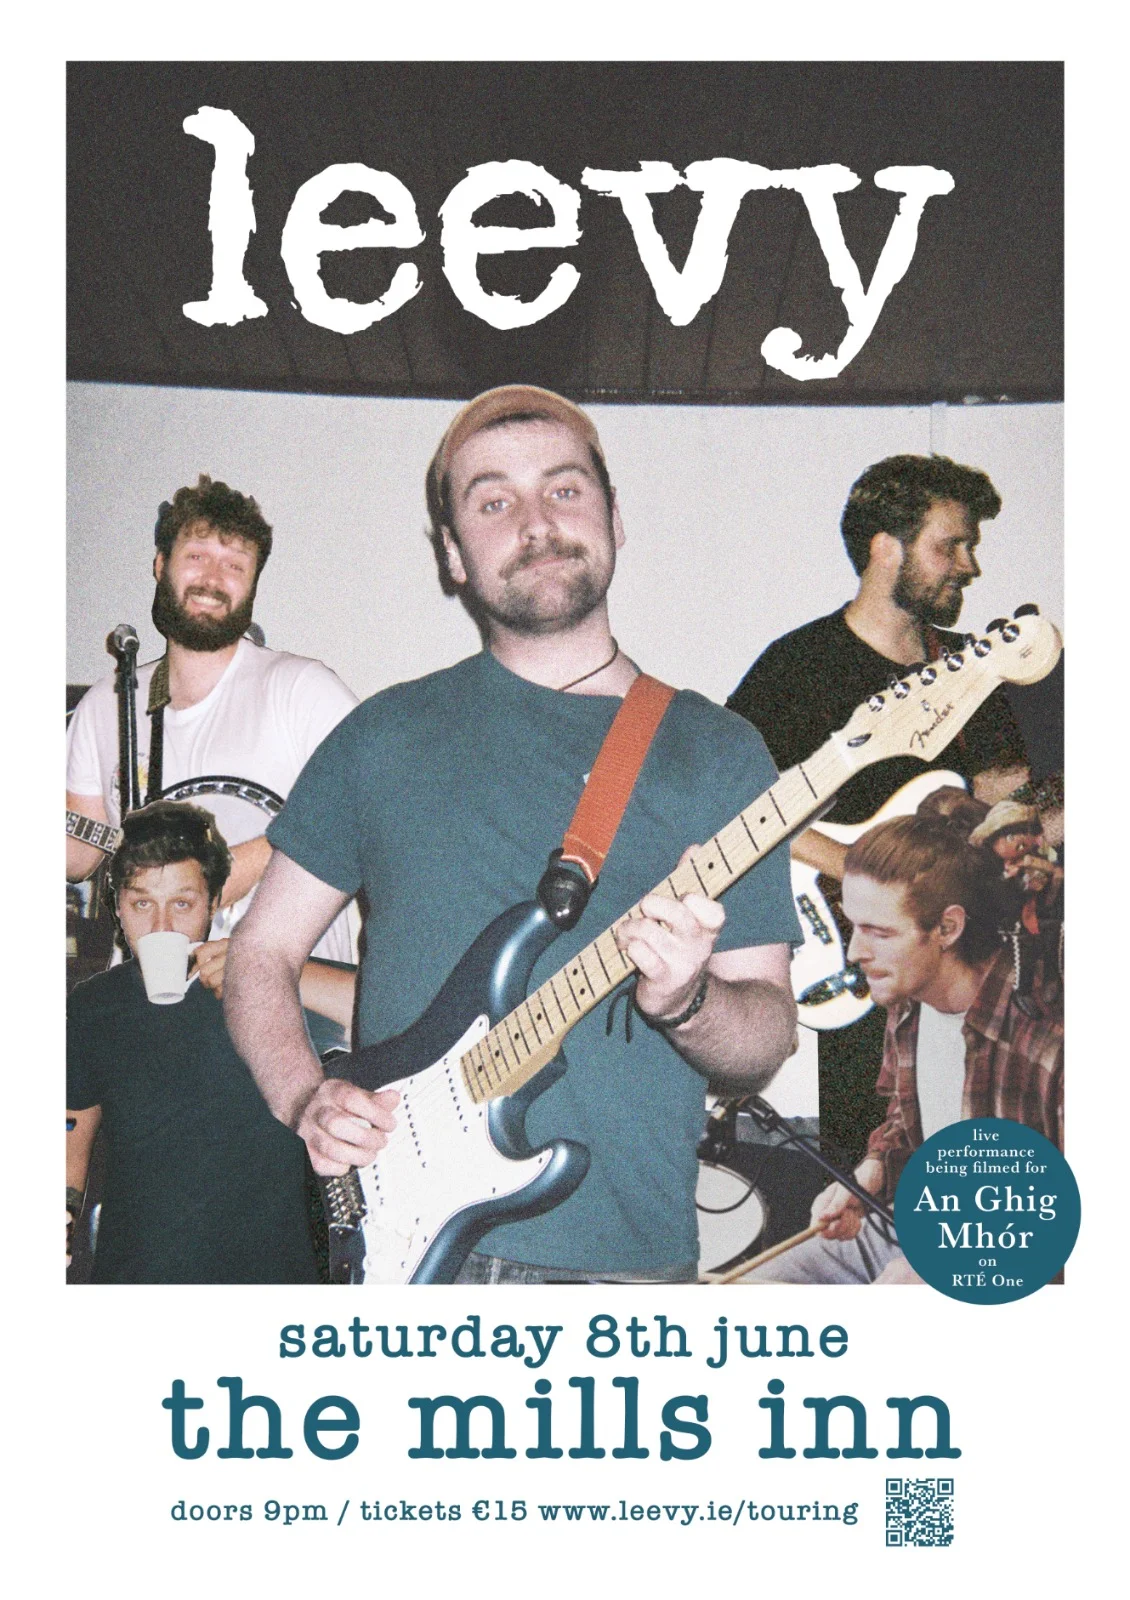 leevy
Fender
live
performance
being filmed for
An Ghig
Mhór
on
RTÉ One
saturday 8th june
the mills inn
doors 9pm / tickets €15 www.leevy.ie/touring